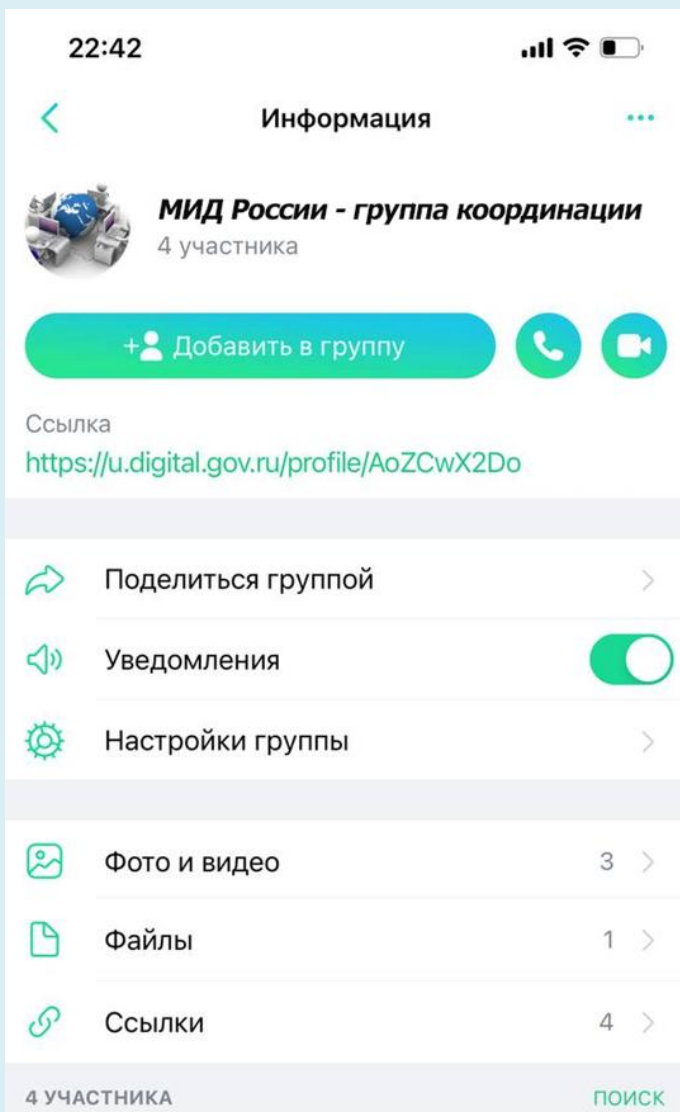 22:42
Информация
МИД России - группа координации
4 участника
Добавить в группу
Ссылка
https://u.digital.gov.ru/profile/AoZCwX2Do
Поделиться группой
Уведомления
Настройки группы
Фото и видео 3
Файлы 1
Ссылки 4
4 УЧАСТНИКА ПОИСК